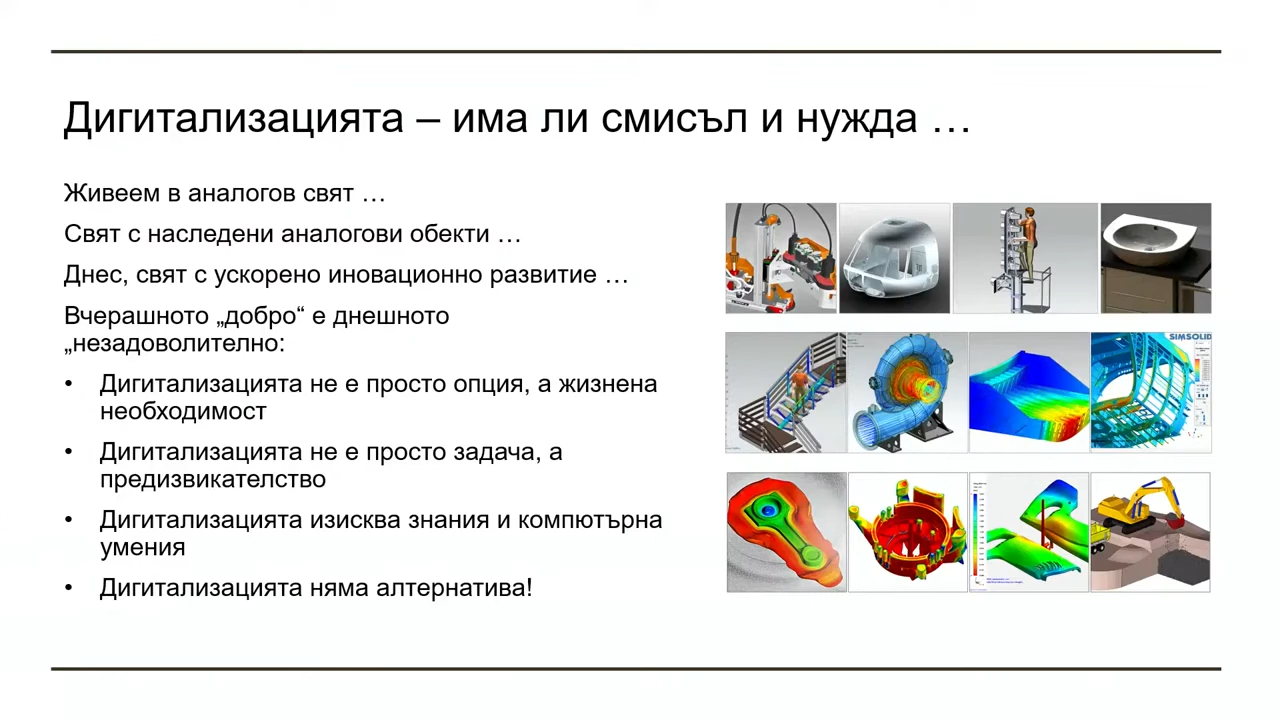 Дигитализацията – има ли смисъл и нужда …
Живеем в аналогов свят …
Свят с наследени аналогови обекти …
Днес, свят с ускорено иновационно развитие …
Вчерашното „добро“ е днешното
„незадоволително:
• Дигитализацията не е просто опция, а жизнена
необходимост
• Дигитализацията не е просто задача, а
предизвикателство
• Дигитализацията изисква знания и компютърна
умения
• Дигитализацията няма алтернатива!
SIMSOLID